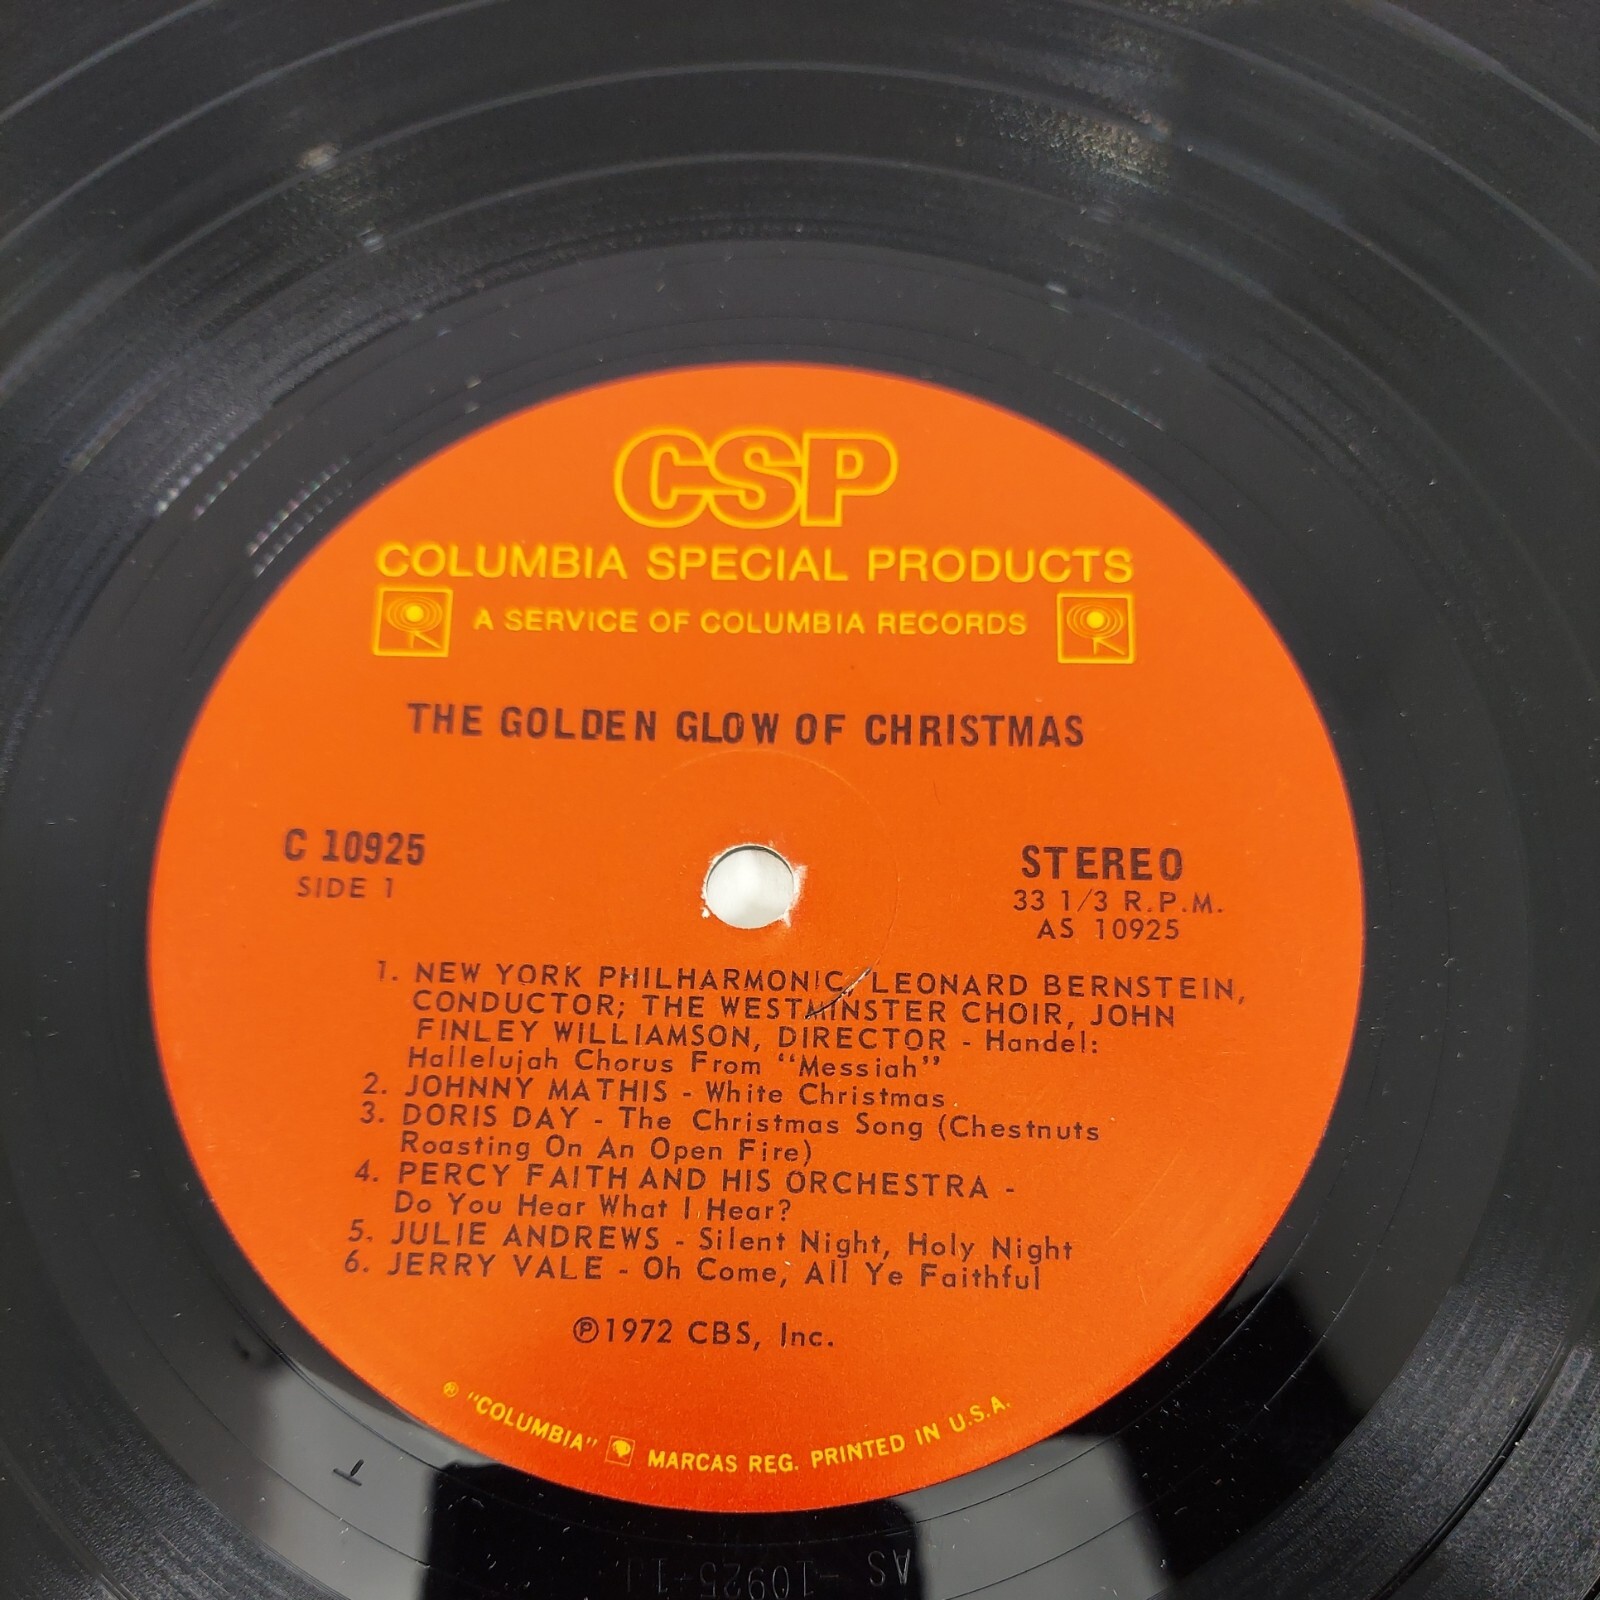 CSP
COLUMBIA SPECIAL PRODUCTS
A SERVICE OF COLUMBIA RECORDS
THE GOLDEN GLOW OF CHRISTMAS
C 10925
SIDE 1
STEREO
33 1/3 R.P.M.
AS 10925
1. NEW YORK PHILHARMONIC, LEONARD BERNSTEIN,
CONDUCTOR; THE WESTMINSTER CHOIR, JOHN
FINLEY WILLIAMSON, DIRECTOR - Handel:
Hallelujah Chorus From "Messiah"
2. JOHNNY MATHIS - White Christmas
3. DORIS DAY - The Christmas Song (Chestnuts
Roasting On An Open Fire)
4. PERCY FAITH AND HIS ORCHESTRA -
Do You Hear What I Hear?
5. JULIE ANDREWS - Silent Night, Holy Night
6. JERRY VALE - Oh Come, All Ye Faithful
℗1972 CBS, Inc.
® "COLUMBIA" MARCAS REG. PRINTED IN U.S.A.